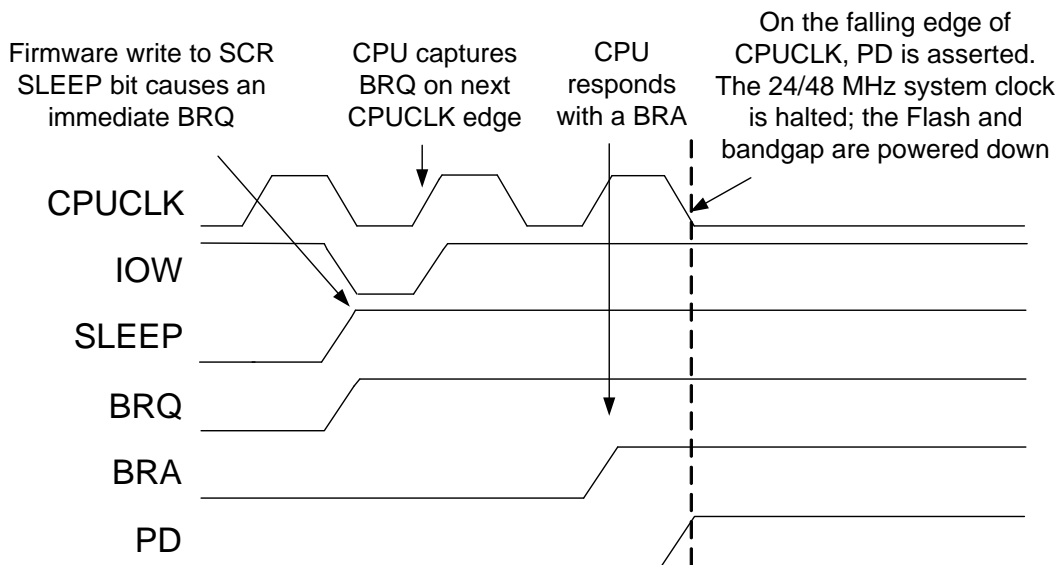 Firmware write to SCR
SLEEP bit causes an
immediate BRQ
CPU captures
BRQ on next
CPUCLK edge
CPU
responds
with a BRA
On the falling edge of
CPUCLK, PD is asserted.
The 24/48 MHz system clock
is halted; the Flash and
bandgap are powered down
CPUCLK
IOW
SLEEP
BRQ
BRA
PD